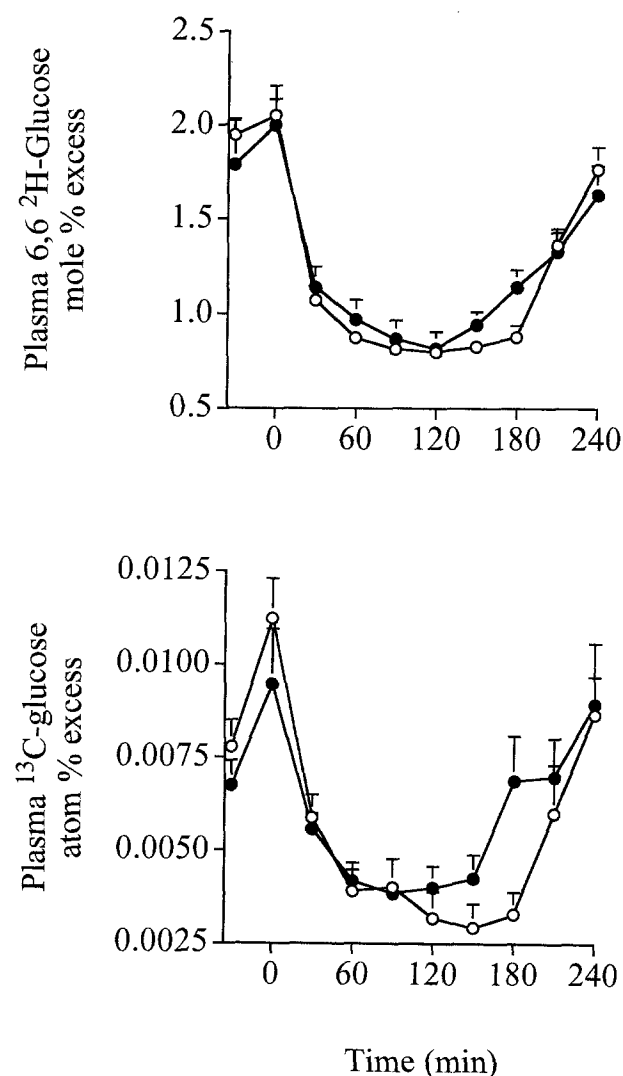 Plasma 6,6 ²H-Glucose
mole % excess
2.5
2.0
1.5
1.0
0.5
0 60 120 180 240
Plasma ¹³C-glucose
atom % excess
0.0125
0.0100
0.0075
0.0050
0.0025
0 60 120 180 240
Time (min)